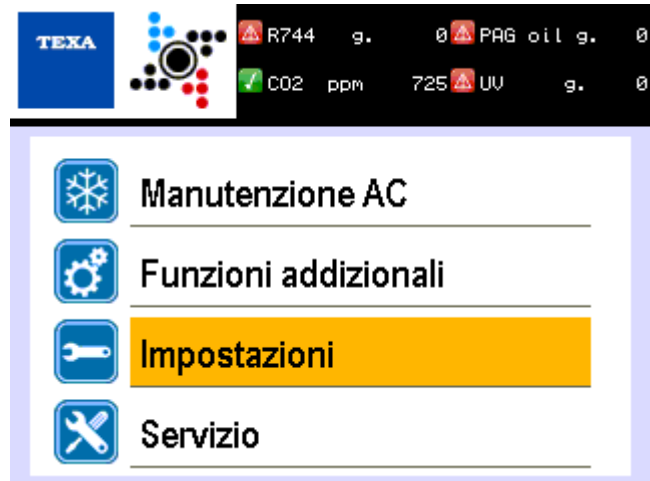 TEXA
R744 g. 0 PAG oil g. 0
CO2 ppm 725 UV g. 0
Manutenzione AC
Funzioni addizionali
Impostazioni
Servizio